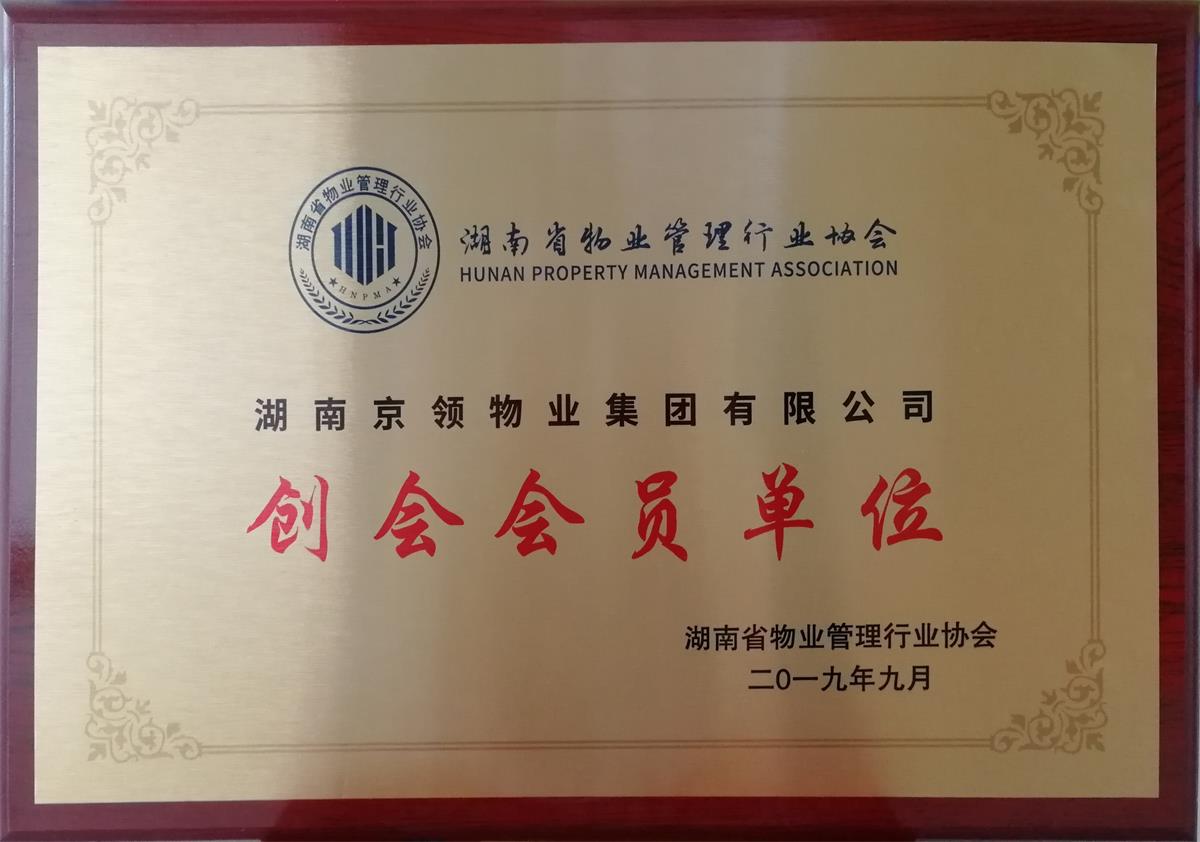 湖南省物业管理行业协会
HNPMA
湖南省物业管理行业协会
HUNAN PROPERTY MANAGEMENT ASSOCIATION
湖南京领物业集团有限公司
创会会员单位
湖南省物业管理行业协会
二0一九年九月